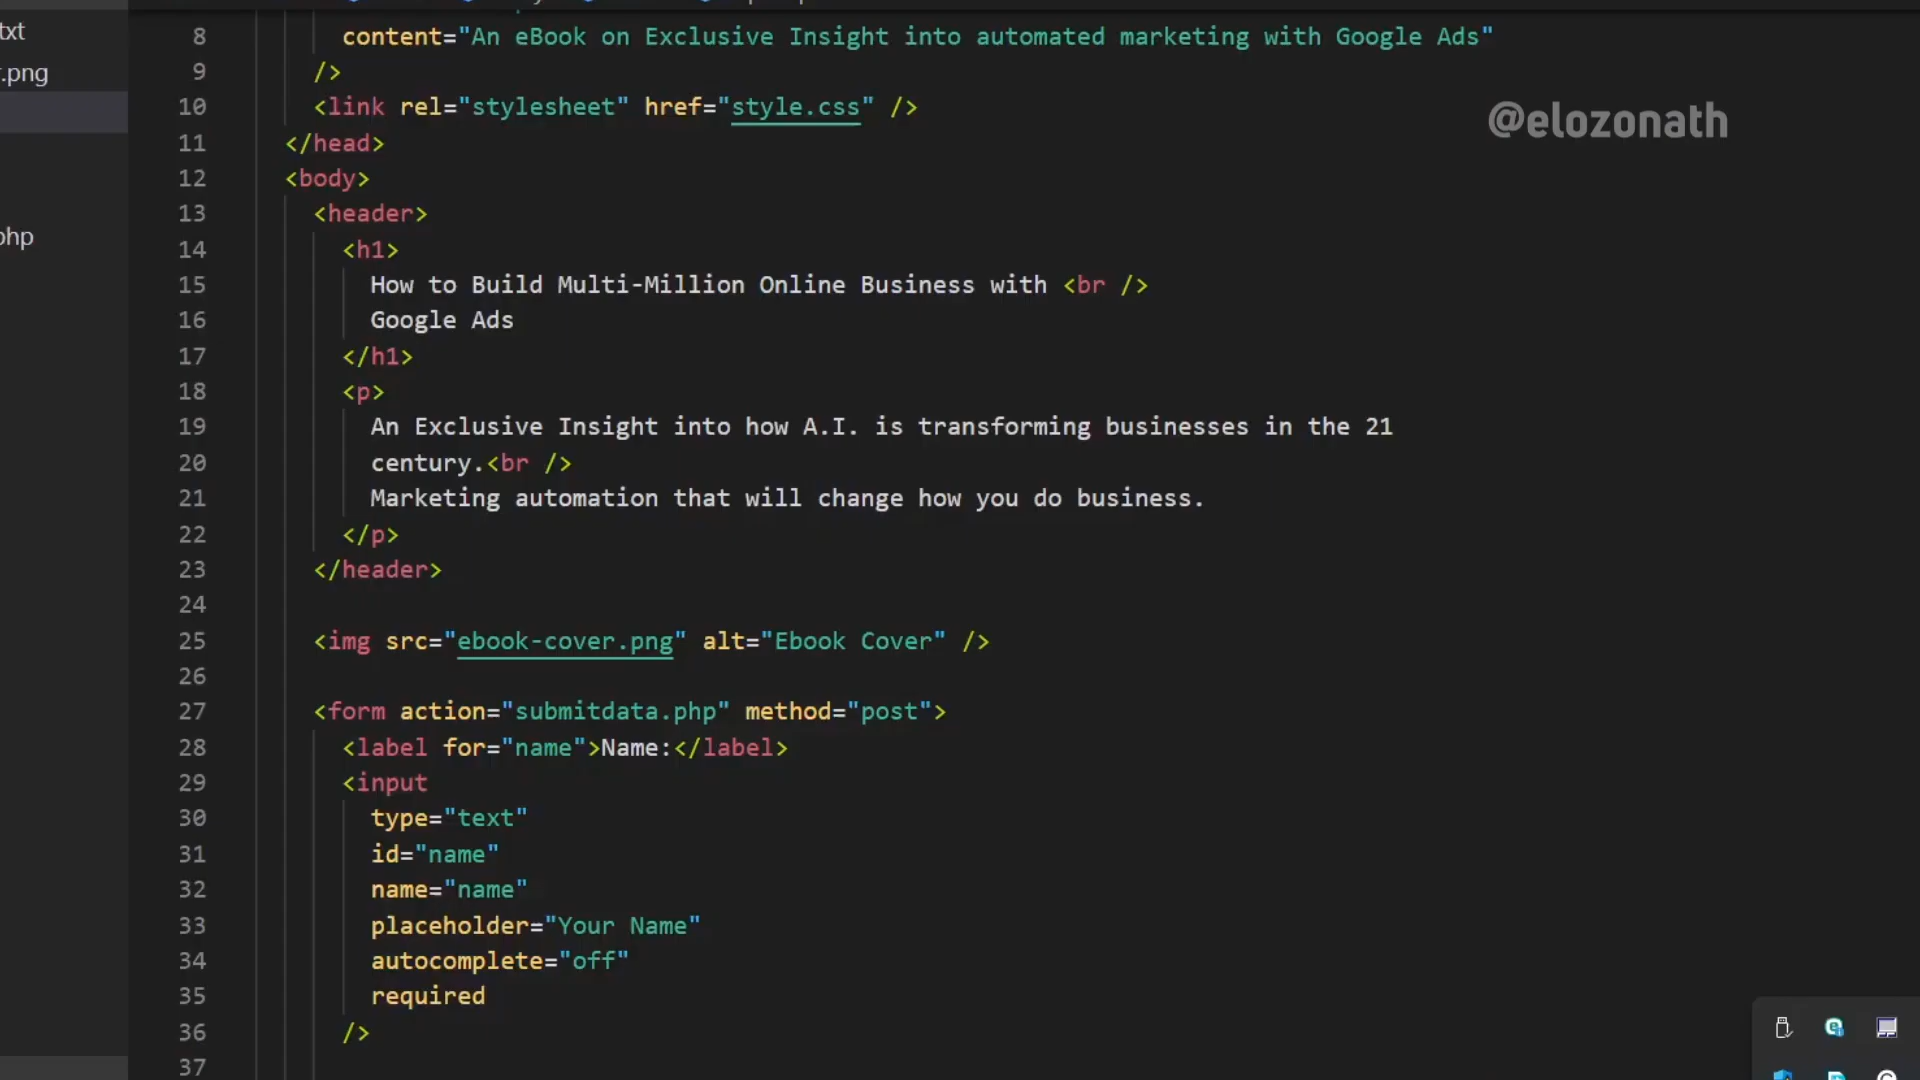 txt
.png
php
@elozonath
8 content="An eBook on Exclusive Insight into automated marketing with Google Ads"
9 />
10 <link rel="stylesheet" href="style.css" />
11 </head>
12 <body>
13 <header>
14 <h1>
15 How to Build Multi-Million Online Business with <br />
16 Google Ads
17 </h1>
18 <p>
19 An Exclusive Insight into how A.I. is transforming businesses in the 21
20 century.<br />
21 Marketing automation that will change how you do business.
22 </p>
23 </header>
24
25 <img src="ebook-cover.png" alt="Ebook Cover" />
26
27 <form action="submitdata.php" method="post">
28 <label for="name">Name:</label>
29 <input
30 type="text"
31 id="name"
32 name="name"
33 placeholder="Your Name"
34 autocomplete="off"
35 required
36 />
37